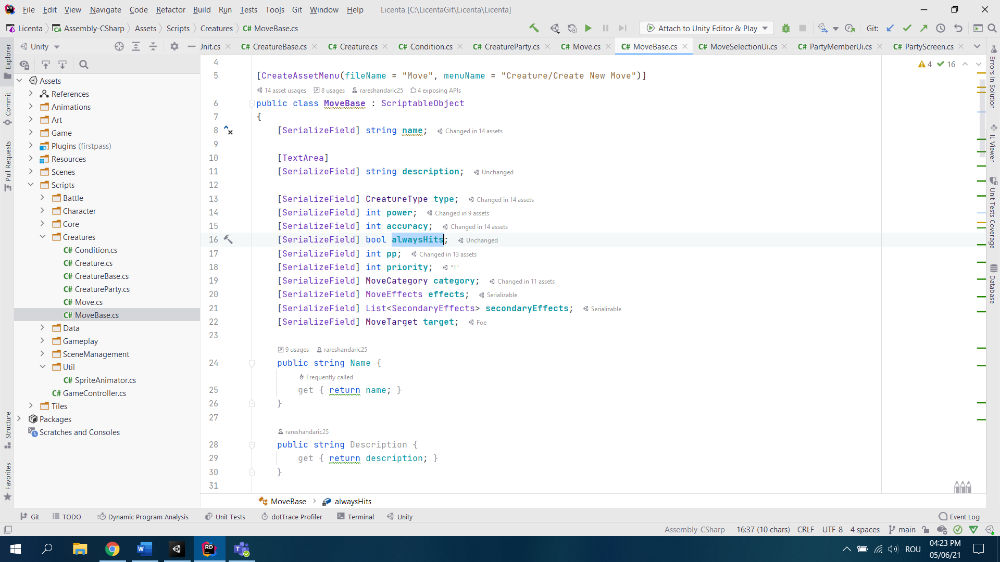 File Edit View Navigate Code Refactor Build Run Tests Tools Git Window Help Licenta [C:\LicentaGit\Licenta\Licenta]
Licenta Assembly-CSharp Assets Scripts Creatures C# MoveBase.cs Attach to Unity Editor & Play Git:
Unity
Unit.cs C# CreatureBase.cs C# Creature.cs C# Condition.cs C# CreatureParty.cs C# Move.cs C# MoveBase.cs C# MoveSelectionUi.cs C# PartyMemberUi.cs C# PartyScreen.cs
Explorer
Commit
Pull Requests
Structure
Favorites
Assets
References
Animations
Art
Game
Plugins (firstpass)
Resources
Scenes
Scripts
Battle
Character
Core
Creatures
C# Condition.cs
C# Creature.cs
C# CreatureBase.cs
C# CreatureParty.cs
C# Move.cs
C# MoveBase.cs
Data
Gameplay
SceneManagement
Util
C# SpriteAnimator.cs
C# GameController.cs
Tiles
Packages
Scratches and Consoles
4 16
4
5 [CreateAssetMenu(fileName = "Move", menuName = "Creature/Create New Move")]
14 asset usages 8 usages rareshandaric25 4 exposing APIs
6 public class MoveBase : ScriptableObject
7 {
8 [SerializeField] string name; Changed in 14 assets
9
10 [TextArea]
11 [SerializeField] string description; Unchanged
12
13 [SerializeField] CreatureType type; Changed in 14 assets
14 [SerializeField] int power; Changed in 9 assets
15 [SerializeField] int accuracy; Changed in 14 assets
16 [SerializeField] bool alwaysHits; Unchanged
17 [SerializeField] int pp; Changed in 13 assets
18 [SerializeField] int priority; "1"
19 [SerializeField] MoveCategory category; Changed in 11 assets
20 [SerializeField] MoveEffects effects; Serializable
21 [SerializeField] List<SecondaryEffects> secondaryEffects; Serializable
22 [SerializeField] MoveTarget target; Foe
23
9 usages rareshandaric25
24 public string Name {
Frequently called
25 get { return name; }
26 }
27
rareshandaric25
28 public string Description {
29 get { return description; }
30 }
31
MoveBase alwaysHits
Errors In Solution
IL Viewer
Unit Tests Coverage
Database
Git TODO Dynamic Program Analysis Unit Tests dotTrace Profiler Terminal Unity Event Log
Assembly-CSharp 16:37 (10 chars) CRLF UTF-8 4 spaces main
RD ROU 04:23 PM
05/06/21